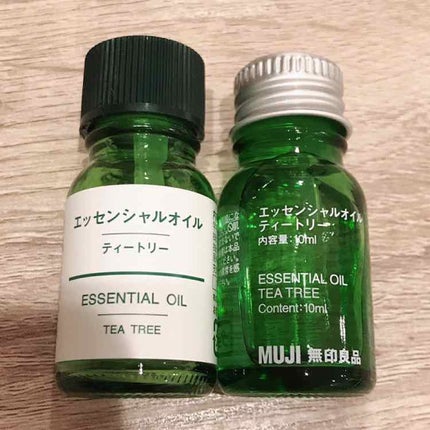 エッセンシャルオイル
ティートリー
ESSENTIAL OIL
TEA TREE
エッセンシャルオイル
ティートリー
内容量:10ml
ESSENTIAL OIL
TEA TREE
Content:10ml
MUJI 無印良品